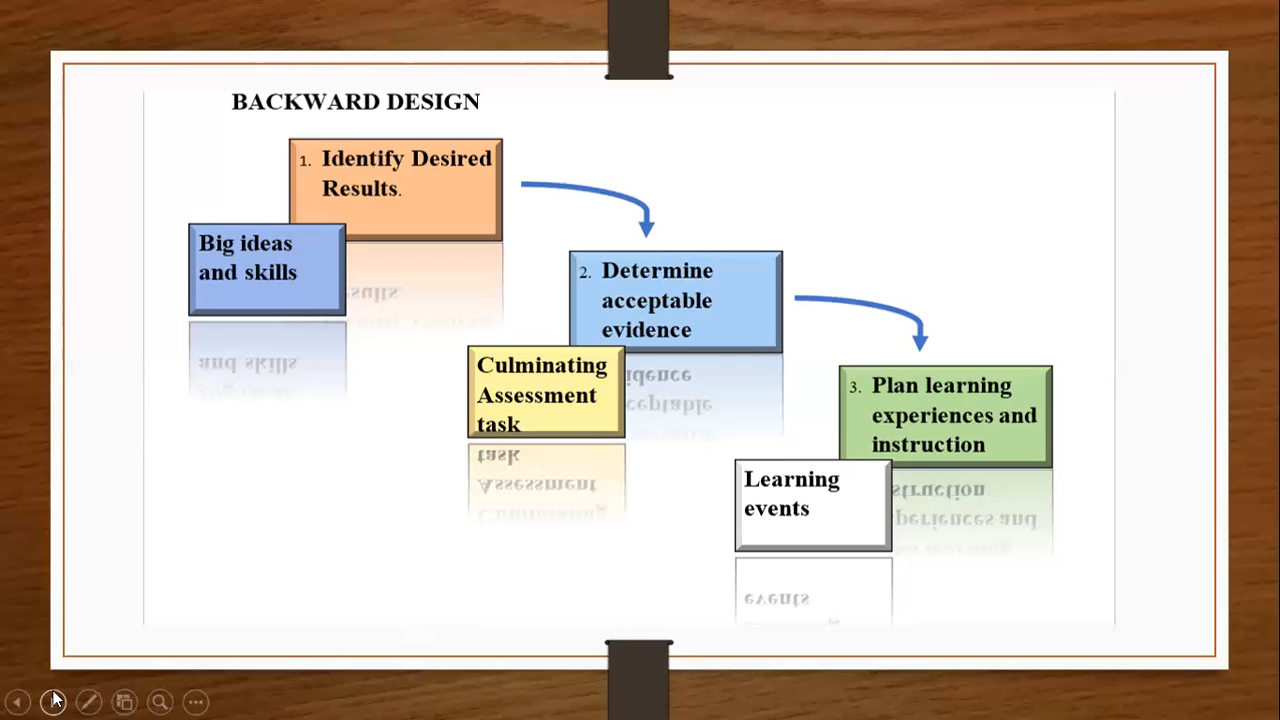 BACKWARD DESIGN
1. Identify Desired
Results.
Big ideas
and skills
2. Determine
acceptable
evidence
Culminating
Assessment
task
3. Plan learning
experiences and
instruction
Learning
events